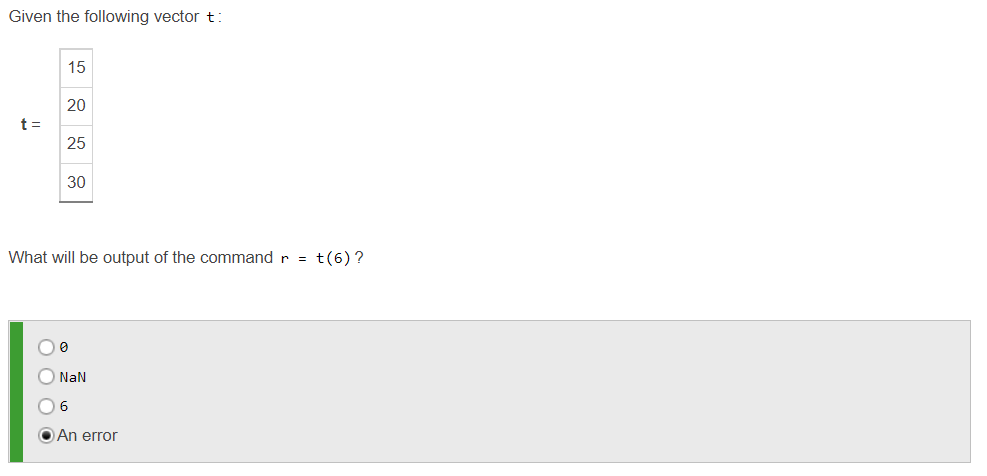 Given the following vector t:
15
20
t =
25
30
What will be output of the command r = t(6)?
0
NaN
6
An error